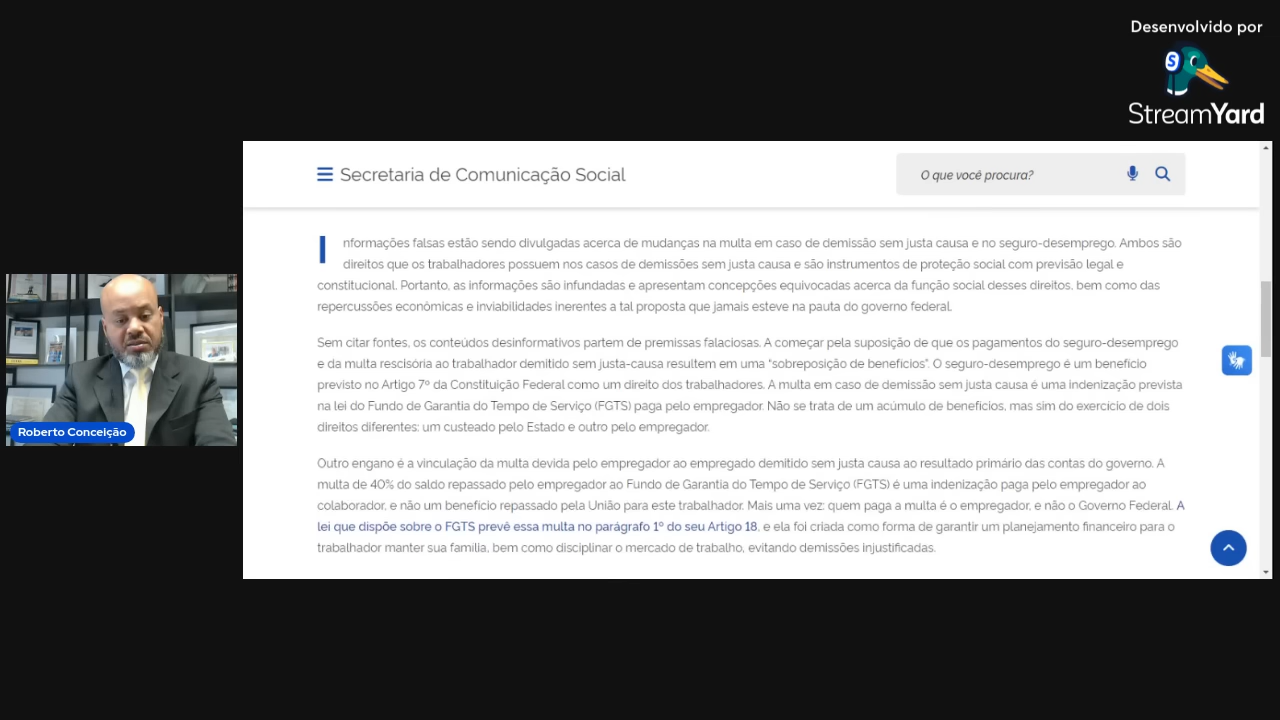 Desenvolvido por
StreamYard
Secretaria de Comunicação Social
O que você procura?
Informações falsas estão sendo divulgadas acerca de mudanças na multa em caso de demissão sem justa causa e no seguro-desemprego. Ambos são
direitos que os trabalhadores possuem nos casos de demissões sem justa causa e são instrumentos de proteção social com previsão legal e
constitucional. Portanto, as informações são infundadas e apresentam concepções equivocadas acerca da função social desses direitos, bem como das
repercussões econômicas e inviabilidades inerentes a tal proposta que jamais esteve na pauta do governo federal.
Sem citar fontes, os conteúdos desinformativos partem de premissas falaciosas. A começar pela suposição de que os pagamentos do seguro-desemprego
e da multa rescisória ao trabalhador demitido sem justa-causa resultem em uma “sobreposição de benefícios”. O seguro-desemprego é um benefício
previsto no Artigo 7º da Constituição Federal como um direito dos trabalhadores. A multa em caso de demissão sem justa causa é uma indenização prevista
na lei do Fundo de Garantia do Tempo de Serviço (FGTS) paga pelo empregador. Não se trata de um acúmulo de benefícios, mas sim do exercício de dois
direitos diferentes: um custeado pelo Estado e outro pelo empregador.
Outro engano é a vinculação da multa devida pelo empregador ao empregado demitido sem justa causa ao resultado primário das contas do governo. A
multa de 40% do saldo repassado pelo empregador ao Fundo de Garantia do Tempo de Serviço (FGTS) é uma indenização paga pelo empregador ao
colaborador, e não um benefício repassado pela União para este trabalhador. Mais uma vez: quem paga a multa é o empregador, e não o Governo Federal. A
lei que dispõe sobre o FGTS prevê essa multa no parágrafo 1º do seu Artigo 18, e ela foi criada como forma de garantir um planejamento financeiro para o
trabalhador manter sua família, bem como disciplinar o mercado de trabalho, evitando demissões injustificadas.
Roberto Conceição